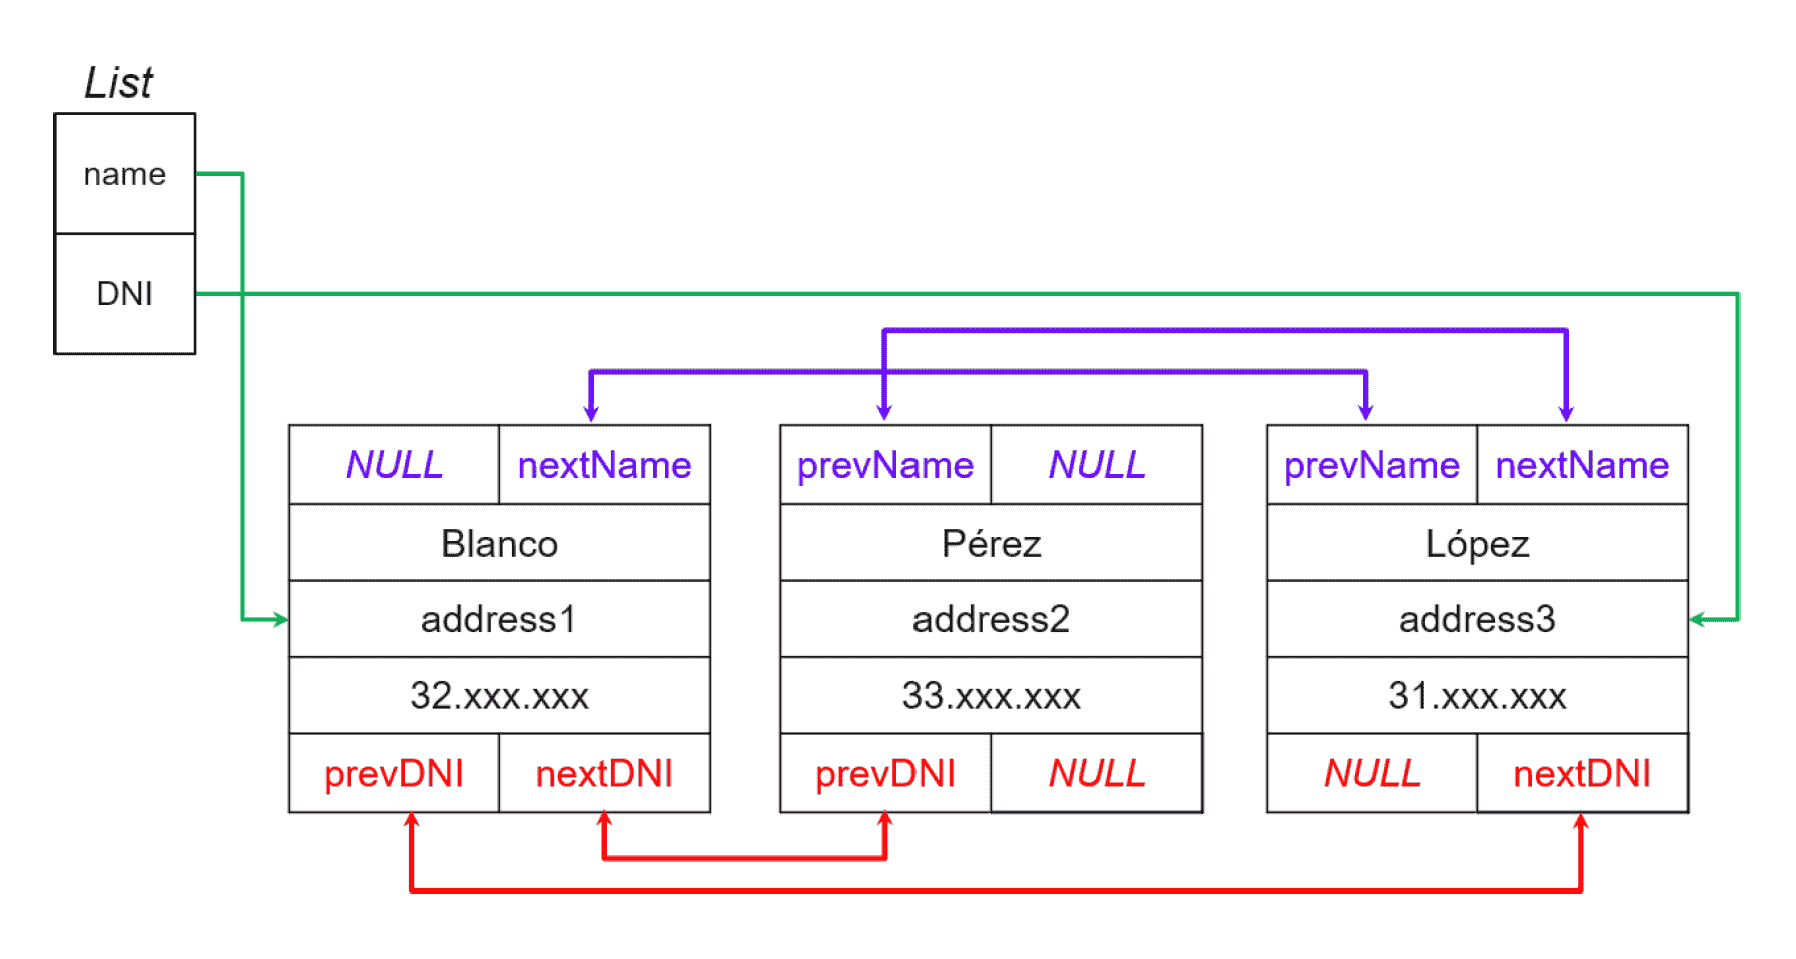 List
name
DNI
NULL nextName prevName NULL prevName nextName
Blanco Pérez López
address1 address2 address3
32.xxx.xxx 33.xxx.xxx 31.xxx.xxx
prevDNI nextDNI prevDNI NULL NULL nextDNI